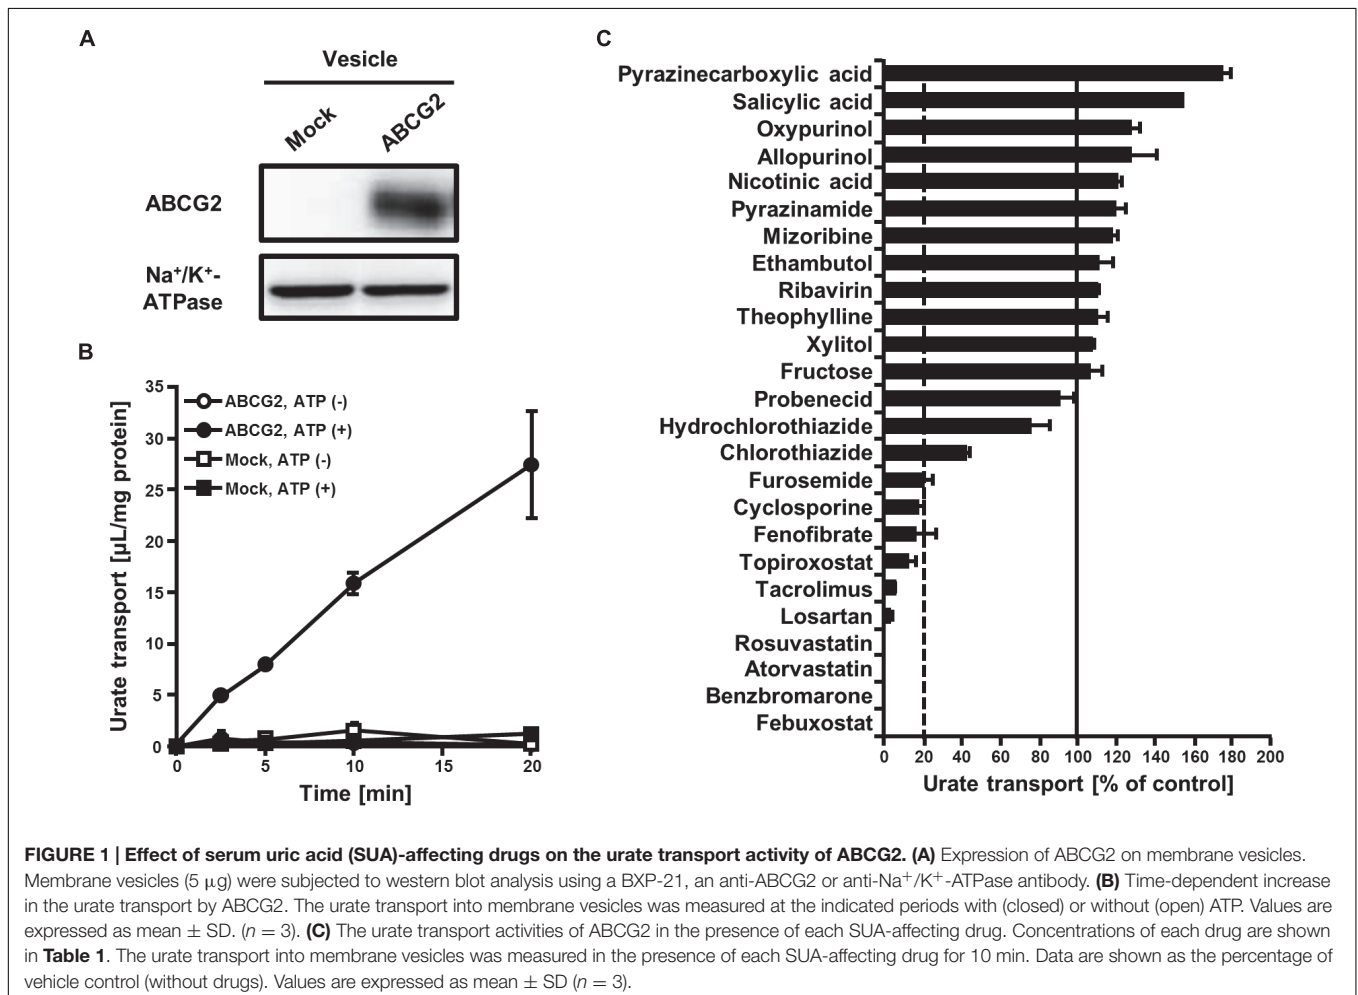 A
Vesicle
Mock
ABCG2
ABCG2
Na⁺/K⁺-
ATPase
B
Urate transport [µL/mg protein]
35
30
25
20
15
10
5
0
ABCG2, ATP (-)
ABCG2, ATP (+)
Mock, ATP (-)
Mock, ATP (+)
0 5 10 15 20
Time [min]
C
Pyrazinecarboxylic acid
Salicylic acid
Oxypurinol
Allopurinol
Nicotinic acid
Pyrazinamide
Mizoribine
Ethambutol
Ribavirin
Theophylline
Xylitol
Fructose
Probenecid
Hydrochlorothiazide
Chlorothiazide
Furosemide
Cyclosporine
Fenofibrate
Topiroxostat
Tacrolimus
Losartan
Rosuvastatin
Atorvastatin
Benzbromarone
Febuxostat
0 20 40 60 80 100 120 140 160 180 200
Urate transport [% of control]
FIGURE 1 | Effect of serum uric acid (SUA)-affecting drugs on the urate transport activity of ABCG2. (A) Expression of ABCG2 on membrane vesicles.
Membrane vesicles (5 µg) were subjected to western blot analysis using a BXP-21, an anti-ABCG2 or anti-Na⁺/K⁺-ATPase antibody. (B) Time-dependent increase
in the urate transport by ABCG2. The urate transport into membrane vesicles was measured at the indicated periods with (closed) or without (open) ATP. Values are
expressed as mean ± SD. (n = 3). (C) The urate transport activities of ABCG2 in the presence of each SUA-affecting drug. Concentrations of each drug are shown
in Table 1. The urate transport into membrane vesicles was measured in the presence of each SUA-affecting drug for 10 min. Data are shown as the percentage of
vehicle control (without drugs). Values are expressed as mean ± SD (n = 3).